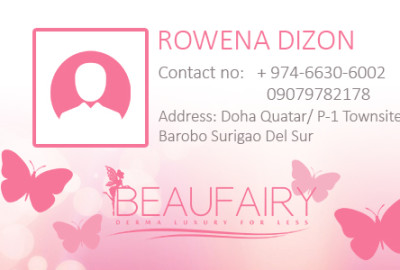 ROWENA DIZON
Contact no: + 974-6630-6002
09079782178
Address: Doha Quatar/ P-1 Townsite
Barobo Surigao Del Sur
BEAUFAIRY
DERMA LUXURY FOR LESS